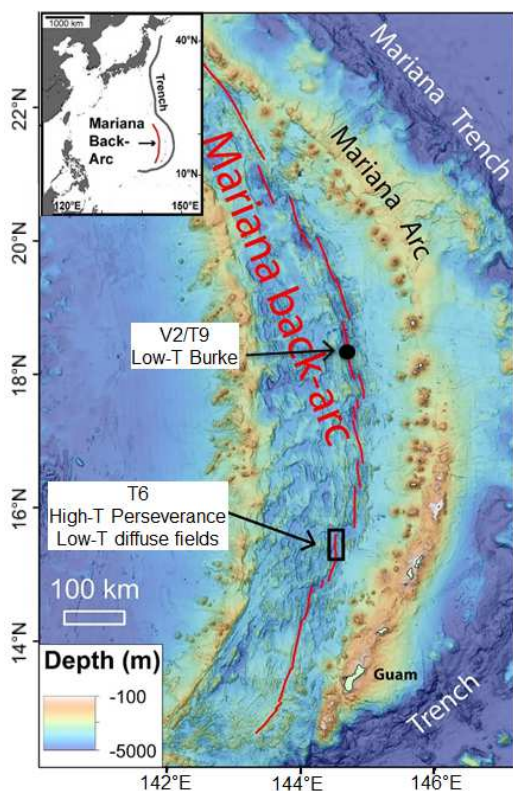 1000 km
40°N
Trench
Mariana
Back-
Arc
10°N
120°E
150°E
22°N
20°N
18°N
16°N
14°N
Mariana Trench
Mariana Arc
Mariana back-arc
V2/T9
Low-T Burke
T6
High-T Perseverance
Low-T diffuse fields
100 km
Depth (m)
-100
-5000
Guam
Trench
142°E
144°E
146°E